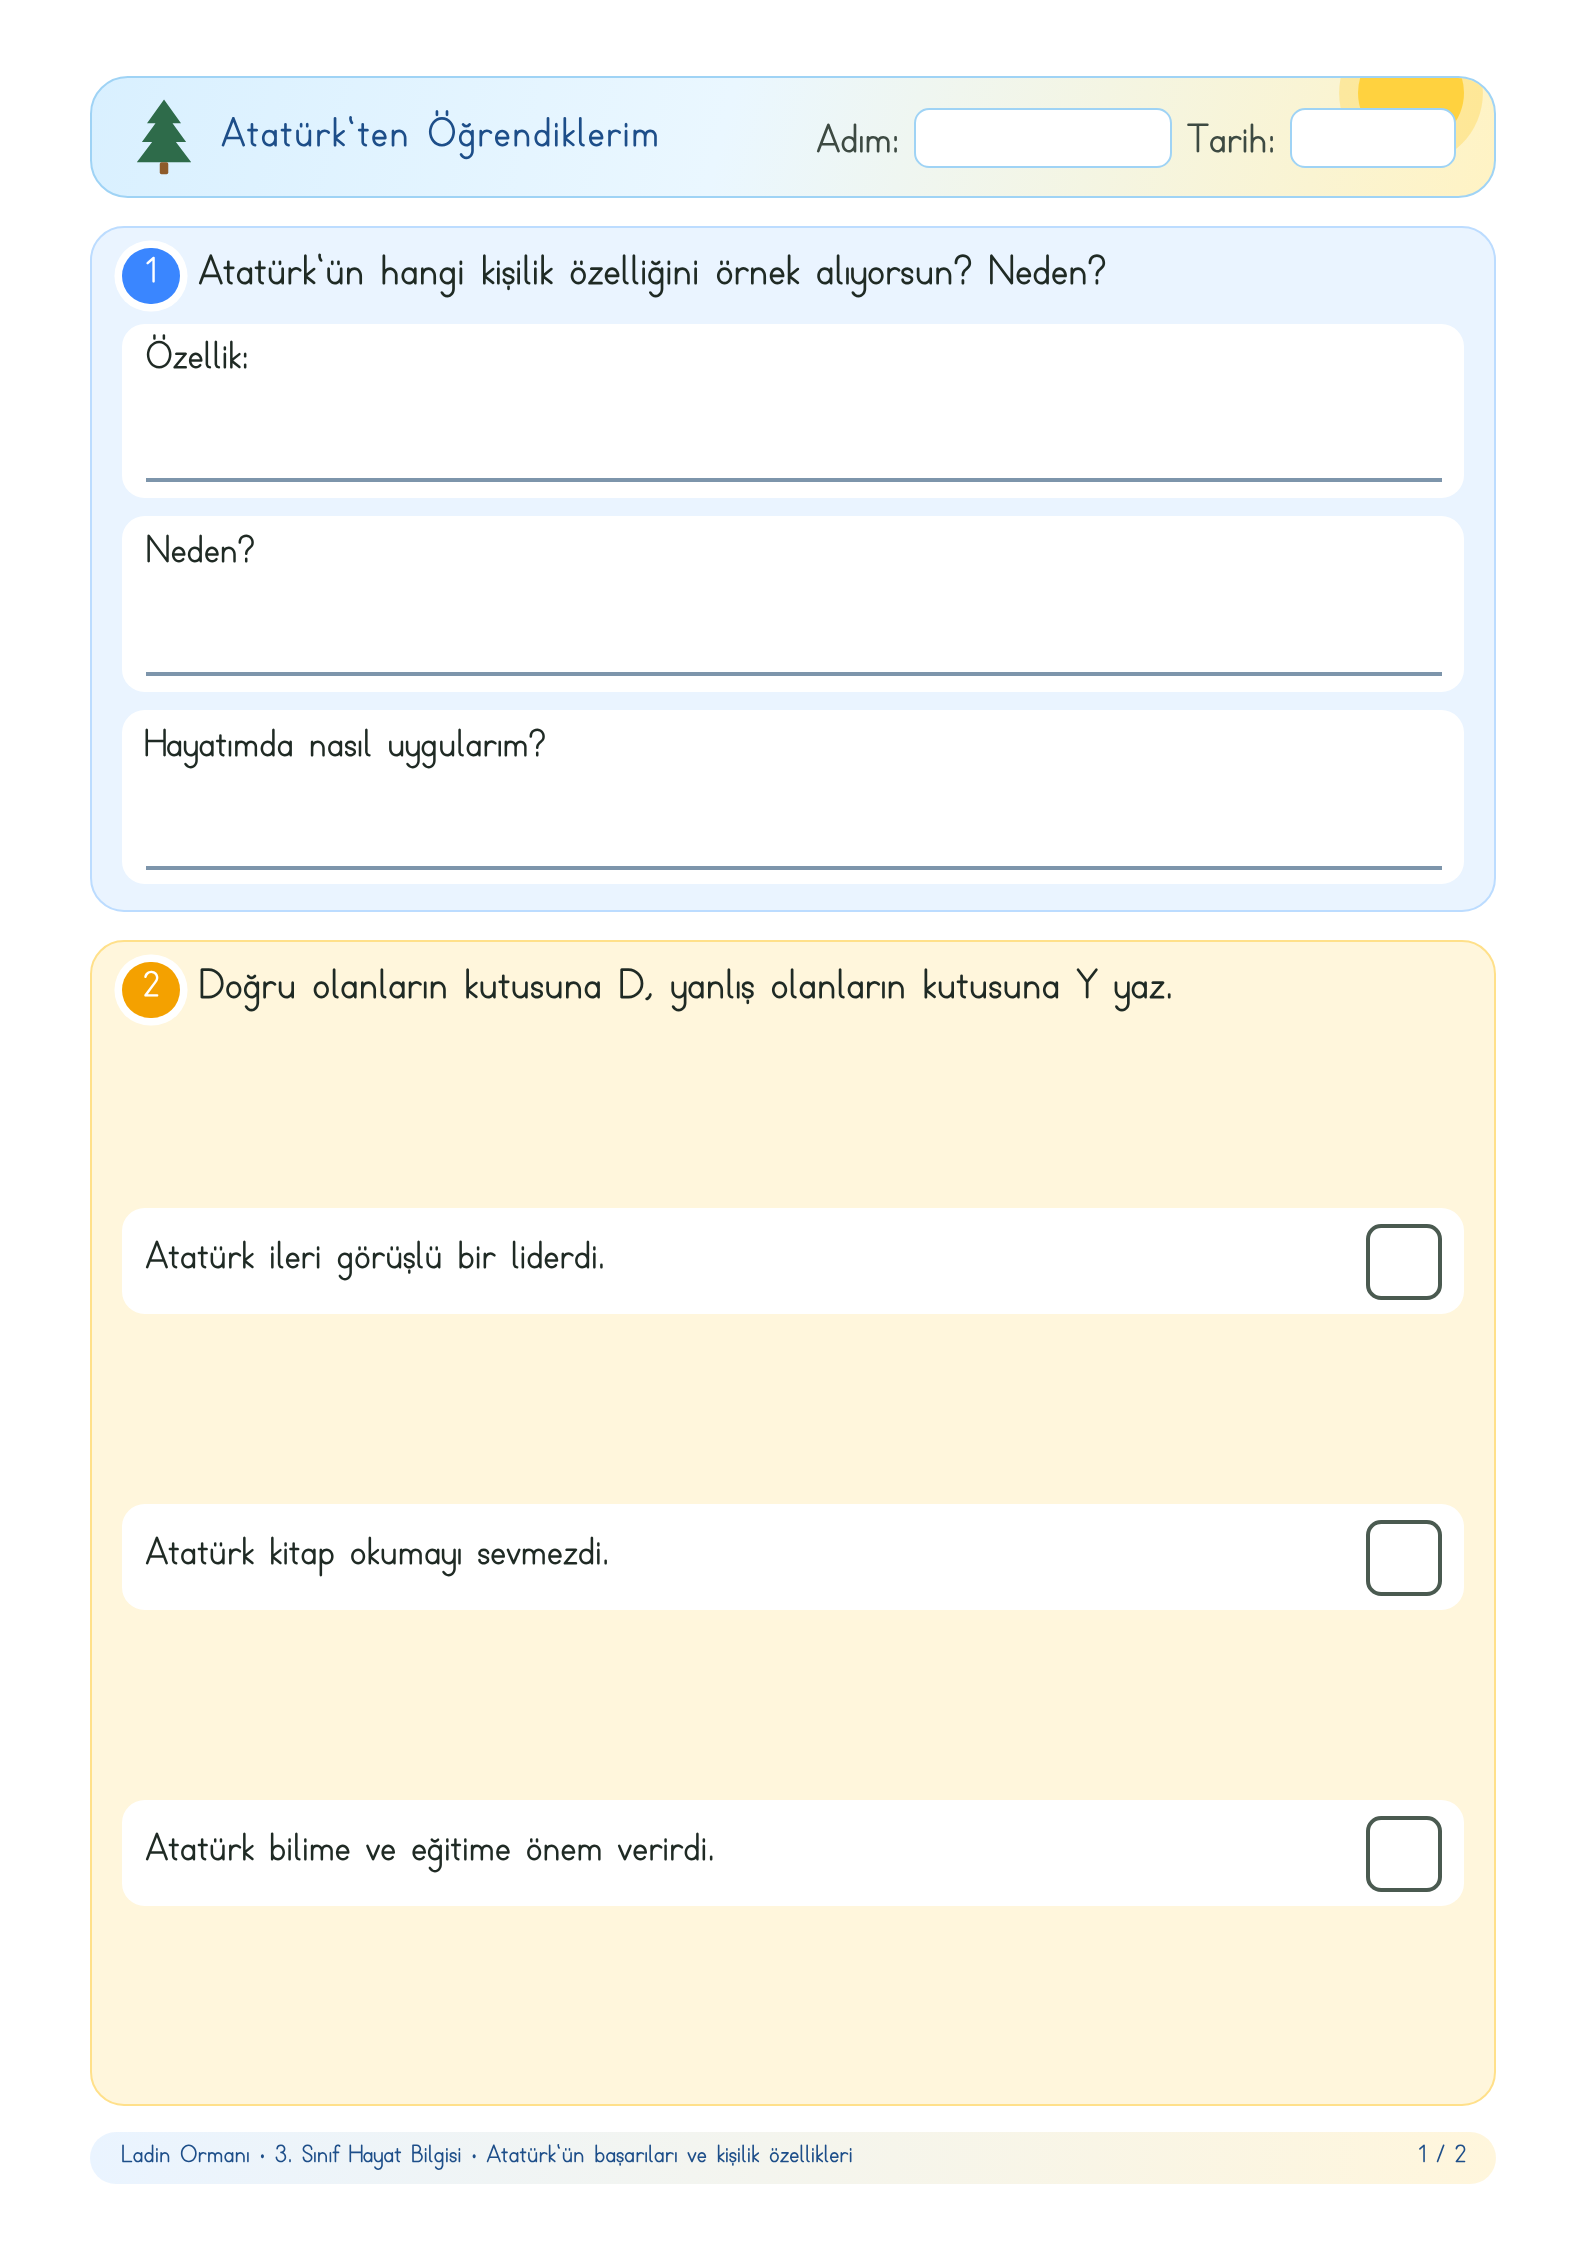 Atatürk'ten Öğrendiklerim
Adım:
Tarih:
1
Atatürk'ün hangi kişilik özelliğini örnek alıyorsun? Neden?
Özellik:
Neden?
Hayatımda nasıl uygularım?
2
Doğru olanların kutusuna D, yanlış olanların kutusuna Y yaz.
Atatürk ileri görüşlü bir liderdi.
Atatürk kitap okumayı sevmezdi.
Atatürk bilime ve eğitime önem verirdi.
Ladin Ormanı • 3. Sınıf Hayat Bilgisi • Atatürk'ün başarıları ve kişilik özellikleri
1 / 2